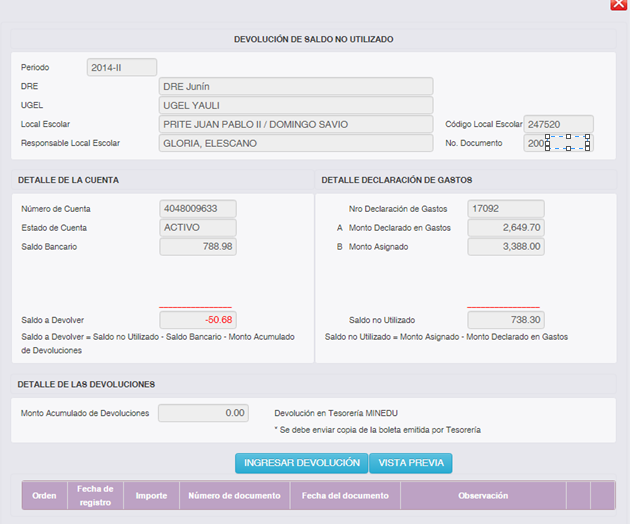 DEVOLUCIÓN DE SALDO NO UTILIZADO
Periodo 2014-II
DRE DRE Junín
UGEL UGEL YAULI
Local Escolar PRITE JUAN PABLO II / DOMINGO SAVIO Código Local Escolar 247520
Responsable Local Escolar GLORIA, ELESCANO No. Documento 200
DETALLE DE LA CUENTA DETALLE DECLARACIÓN DE GASTOS
Número de Cuenta 4048009633 Nro Declaración de Gastos 17092
Estado de Cuenta ACTIVO A Monto Declarado en Gastos 2,649.70
Saldo Bancario 788.98 B Monto Asignado 3,388.00
Saldo a Devolver -50.68 Saldo no Utilizado 738.30
Saldo a Devolver = Saldo no Utilizado - Saldo Bancario - Monto Acumulado Saldo no Utilizado = Monto Asignado - Monto Declarado en Gastos
de Devoluciones
DETALLE DE LAS DEVOLUCIONES
Monto Acumulado de Devoluciones 0.00 Devolución en Tesorería MINEDU
* Se debe enviar copia de la boleta emitida por Tesorería
INGRESAR DEVOLUCIÓN VISTA PREVIA
Orden Fecha de registro Importe Número de documento Fecha del documento Observación